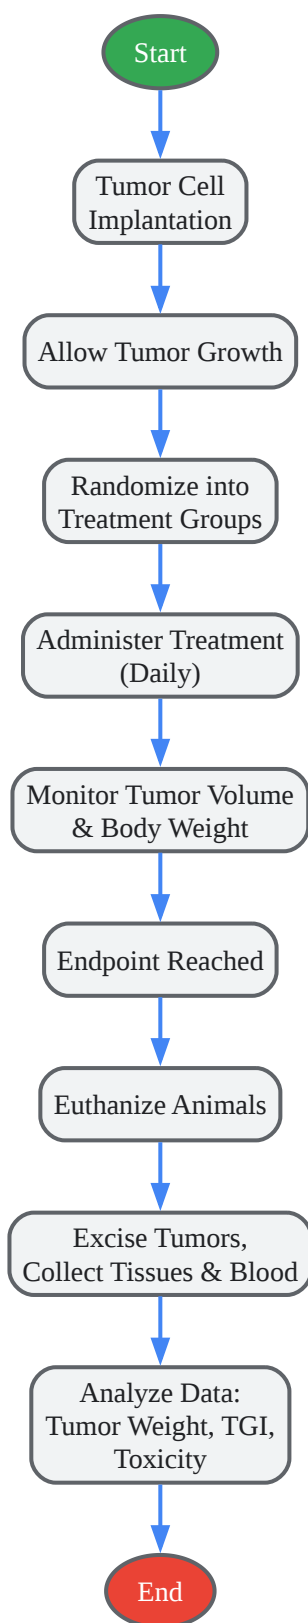 Start
Tumor Cell
Implantation
Allow Tumor Growth
Randomize into
Treatment Groups
Administer Treatment
(Daily)
Monitor Tumor Volume
& Body Weight
Endpoint Reached
Euthanize Animals
Excise Tumors,
Collect Tissues & Blood
Analyze Data:
Tumor Weight, TGI,
Toxicity
End